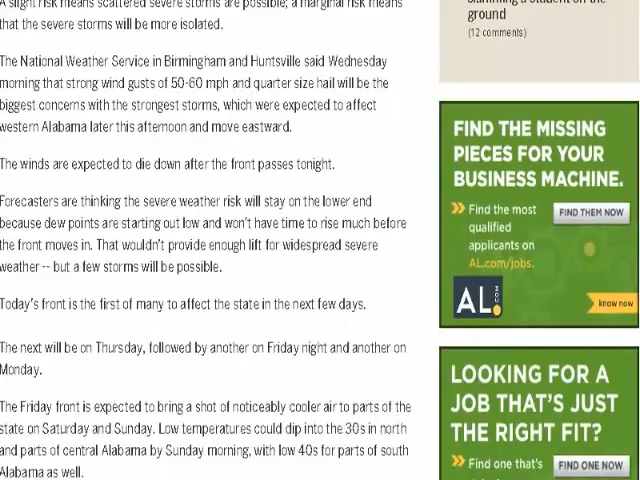 A slight risk means scattered severe storms are possible; a marginal risk means
that the severe storms will be more isolated.
The National Weather Service in Birmingham and Huntsville said Wednesday
morning that strong wind gusts of 50-60 mph and quarter size hail will be the
biggest concerns with the strongest storms, which were expected to affect
western Alabama later this afternoon and move eastward.
The winds are expected to die down after the front passes tonight.
Forecasters are thinking the severe weather risk will stay on the lower end
because dew points are starting out low and won't have time to rise much before
the front moves in. That wouldn't provide enough lift for widespread severe
weather -- but a few storms will be possible.
Today's front is the first of many to affect the state in the next few days.
The next will be on Thursday, followed by another on Friday night and another on
Monday.
The Friday front is expected to bring a shot of noticeably cooler air to parts of the
state on Saturday and Sunday. Low temperatures could dip into the 30s in north
and parts of central Alabama by Sunday morning, with low 40s for parts of south
Alabama as well.
slamming a student on the
ground
(12 comments)
FIND THE MISSING
PIECES FOR YOUR
BUSINESS MACHINE.
Find the most
qualified
applicants on
AL.com/jobs.
FIND THEM NOW
AL.COM
know now
LOOKING FOR A
JOB THAT'S JUST
THE RIGHT FIT?
Find one that's
FIND ONE NOW